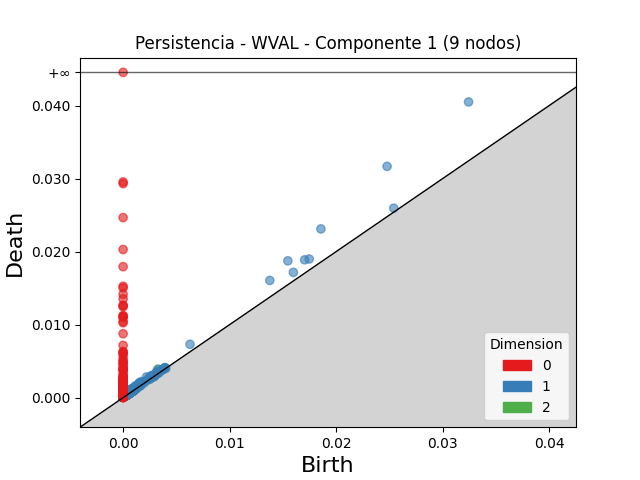 Persistencia - WVAL - Componente 1 (9 nodos)
+∞
0.040
0.030
0.020
0.010
0.000
Death
Dimension
0
1
2
0.00 0.01 0.02 0.03 0.04
Birth